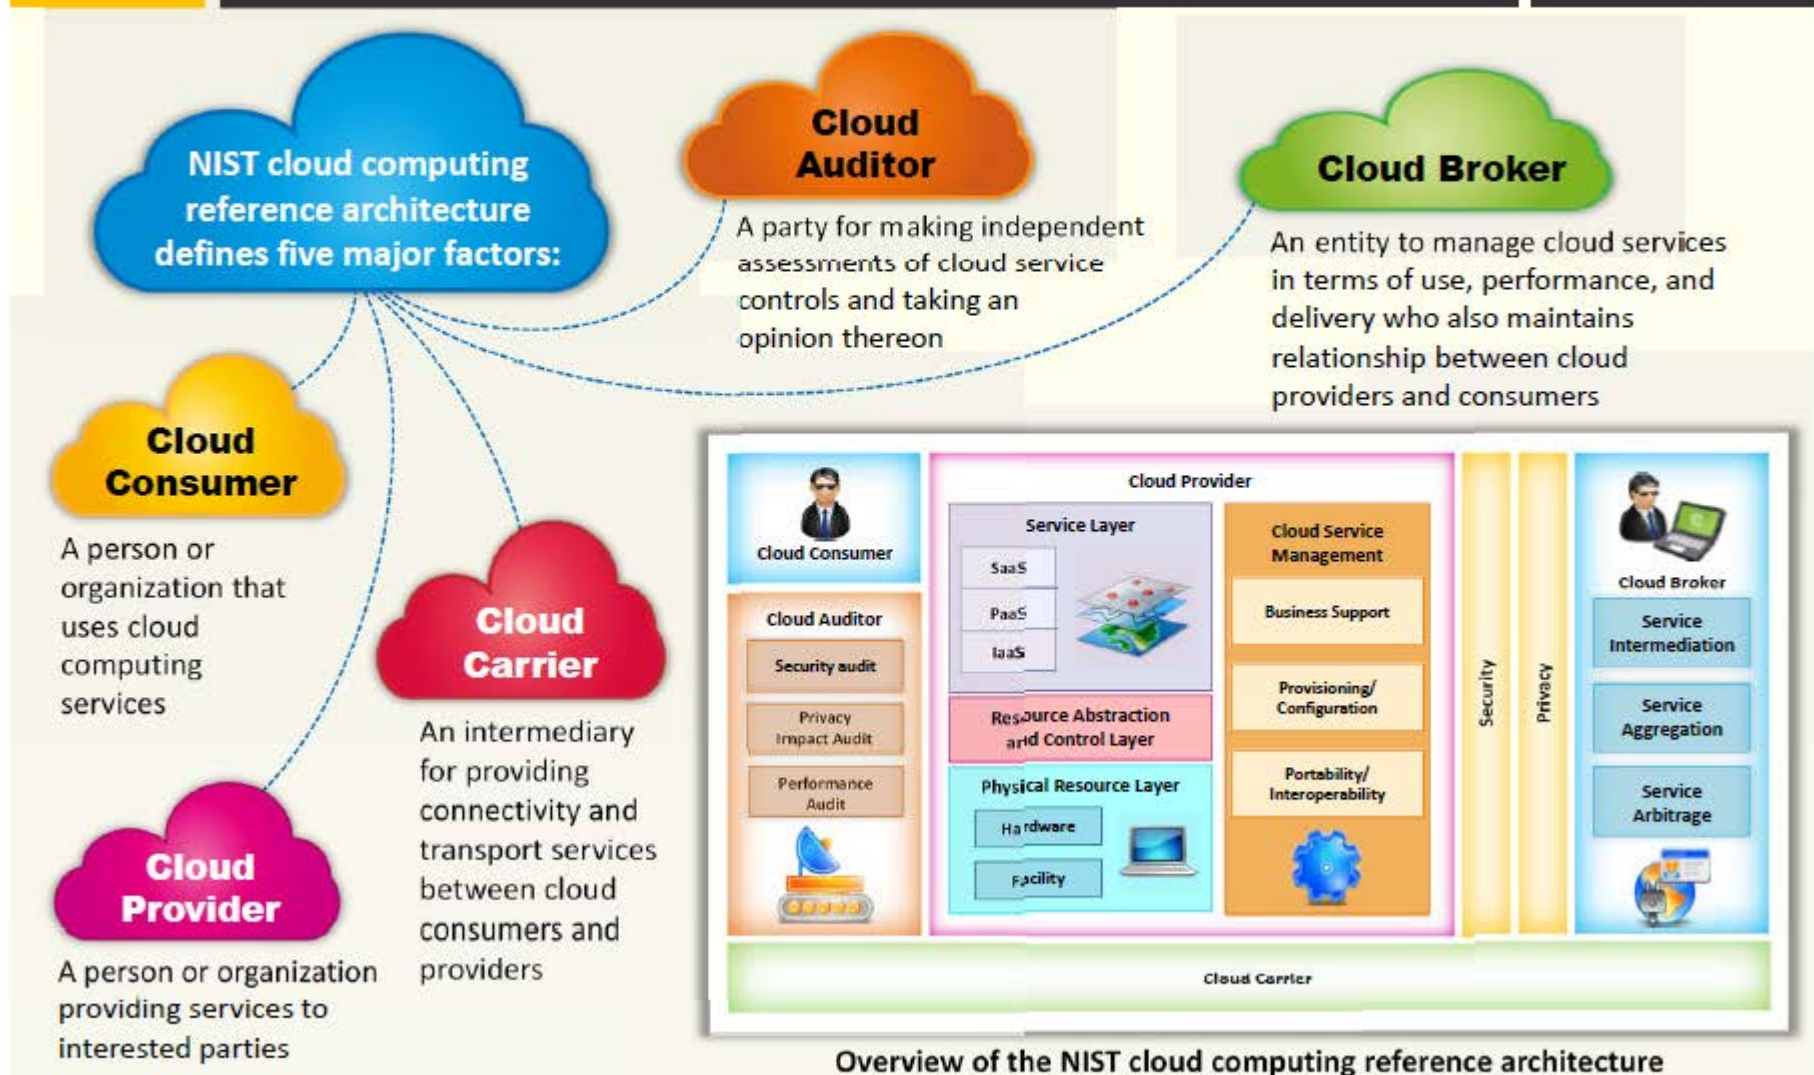 NIST cloud computing
reference architecture
defines five major factors:
Cloud
Auditor
A party for making independent
assessments of cloud service
controls and taking an
opinion thereon
Cloud Broker
An entity to manage cloud services
in terms of use, performance, and
delivery who also maintains
relationship between cloud
providers and consumers
Cloud
Consumer
A person or
organization that
uses cloud
computing
services
Cloud
Carrier
An intermediary
for providing
connectivity and
transport services
between cloud
consumers and
providers
Cloud
Provider
A person or organization
providing services to
interested parties
Cloud Consumer
Cloud Auditor
Security audit
Privacy
Impact Audit
Performance
Audit
Cloud Provider
Service Layer
SaaS
PaaS
IaaS
Resource Abstraction
and Control Layer
Physical Resource Layer
Hardware
Facility
Cloud Service
Management
Business Support
Provisioning/
Configuration
Portability/
Interoperability
Security
Privacy
Cloud Broker
Service
Intermediation
Service
Aggregation
Service
Arbitrage
Cloud Carrier
Overview of the NIST cloud computing reference architecture